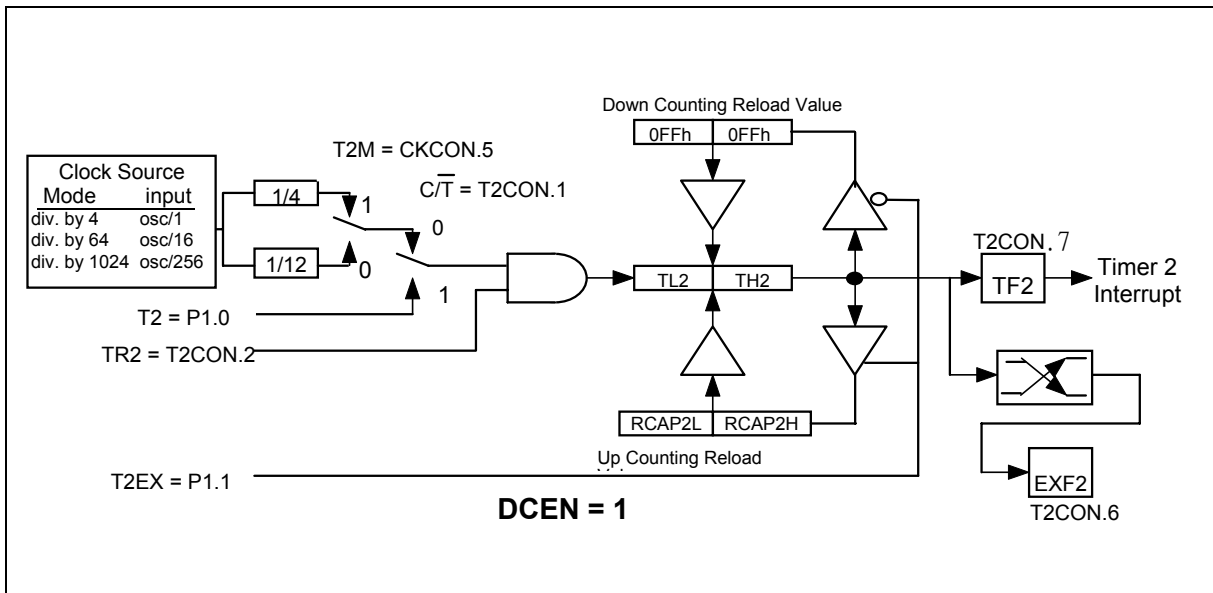 Down Counting Reload Value
0FFh 0FFh
T2M = CKCON.5
C/T = T2CON.1
Clock Source
Mode input
div. by 4 osc/1
div. by 64 osc/16
div. by 1024 osc/256
1/4
1
0
1/12
0
1
T2 = P1.0
TR2 = T2CON.2
TL2 TH2
T2CON.7
TF2
Timer 2
Interrupt
RCAP2L RCAP2H
Up Counting Reload
T2EX = P1.1
DCEN = 1
EXF2
T2CON.6